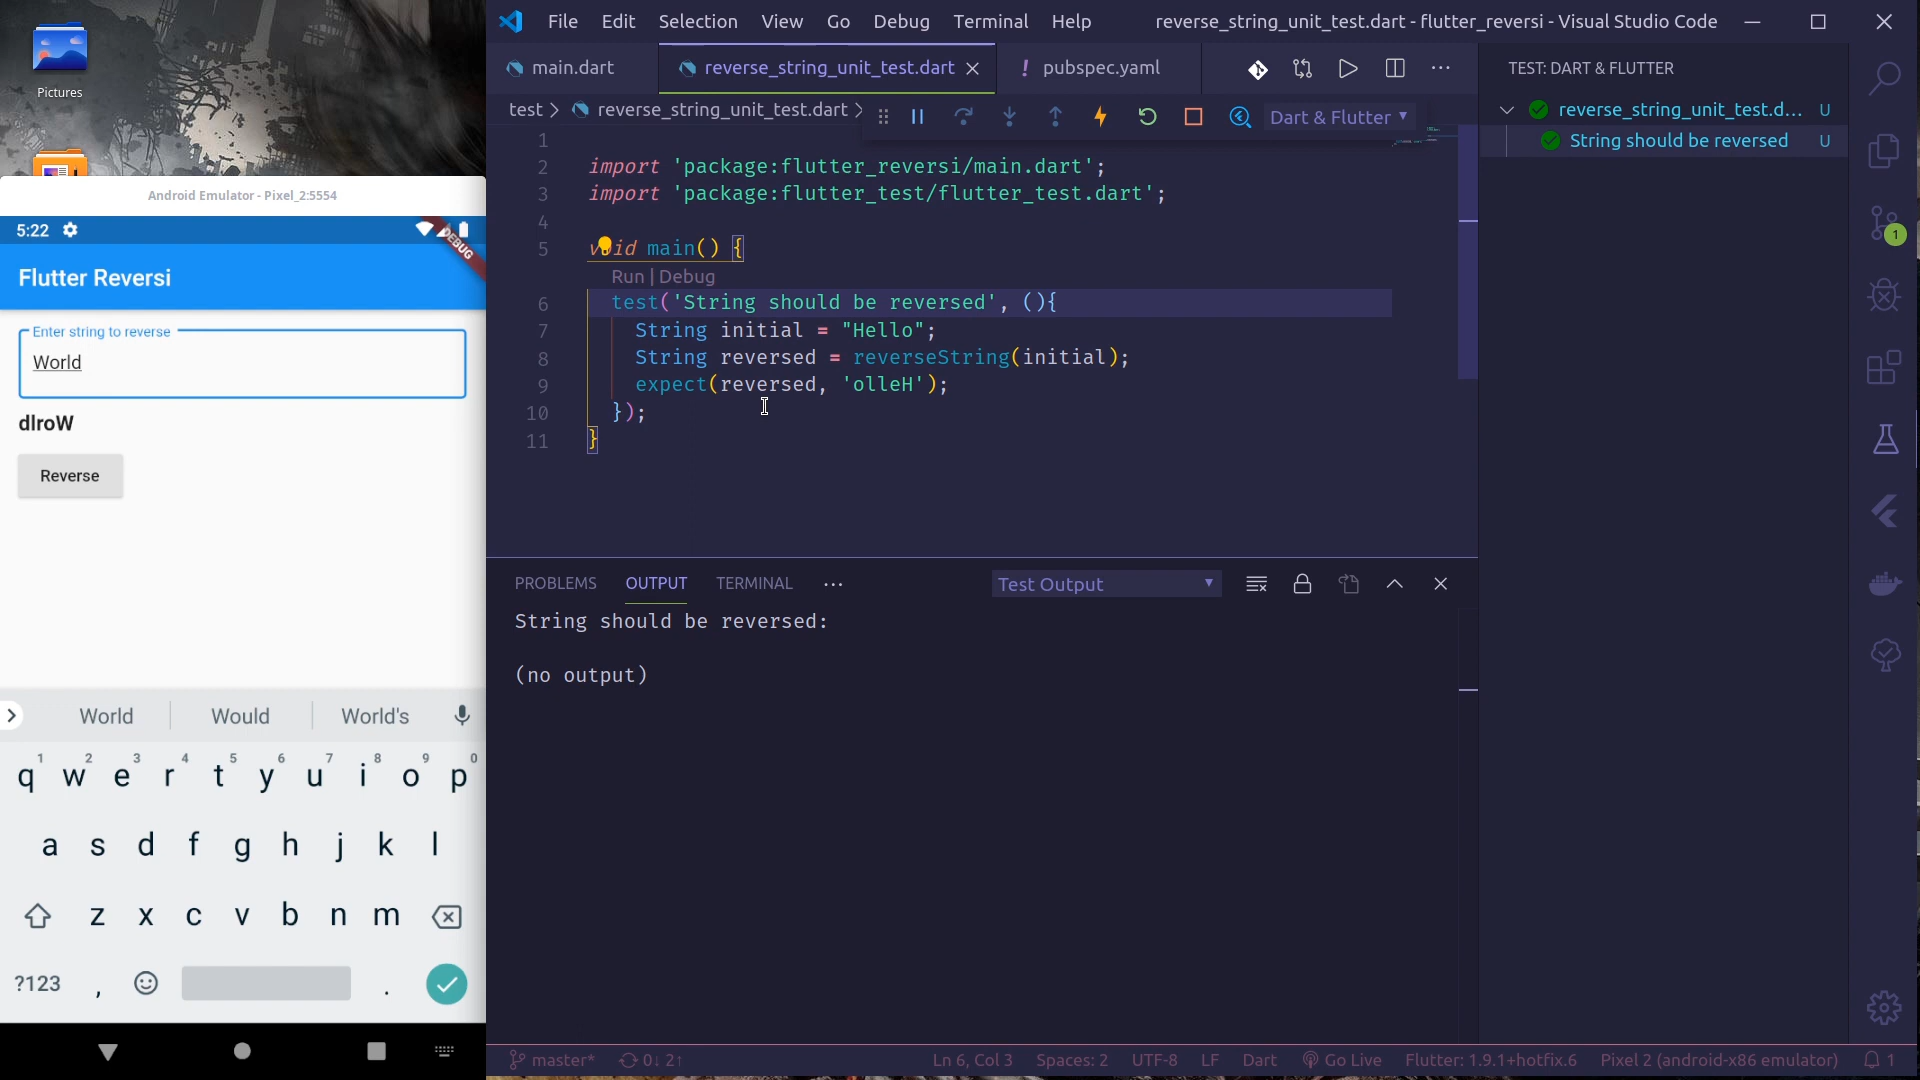 Pictures
Android Emulator - Pixel_2:5554
5:22
DEBUG
Flutter Reversi
Enter string to reverse
World
dlroW
Reverse
World Would World's
1 2 3 4 5 6 7 8 9 0
q w e r t y u i o p
a s d f g h j k l
z x c v b n m
?123 , .
File Edit Selection View Go Debug Terminal Help reverse_string_unit_test.dart - flutter_reversi - Visual Studio Code
main.dart reverse_string_unit_test.dart ! pubspec.yaml
test > reverse_string_unit_test.dart > Dart & Flutter
1
2 import 'package:flutter_reversi/main.dart';
3 import 'package:flutter_test/flutter_test.dart';
4
5 void main() {
Run | Debug
6 test('String should be reversed', (){
7 String initial = "Hello";
8 String reversed = reverseString(initial);
9 expect(reversed, 'olleH');
10 });
11 }
PROBLEMS OUTPUT TERMINAL ··· Test Output
String should be reversed:
(no output)
TEST: DART & FLUTTER
reverse_string_unit_test.d... U
String should be reversed U
1
master* 0↓ 2↑ Ln 6, Col 3 Spaces: 2 UTF-8 LF Dart Go Live Flutter: 1.9.1+hotfix.6 Pixel 2 (android-x86 emulator) 1